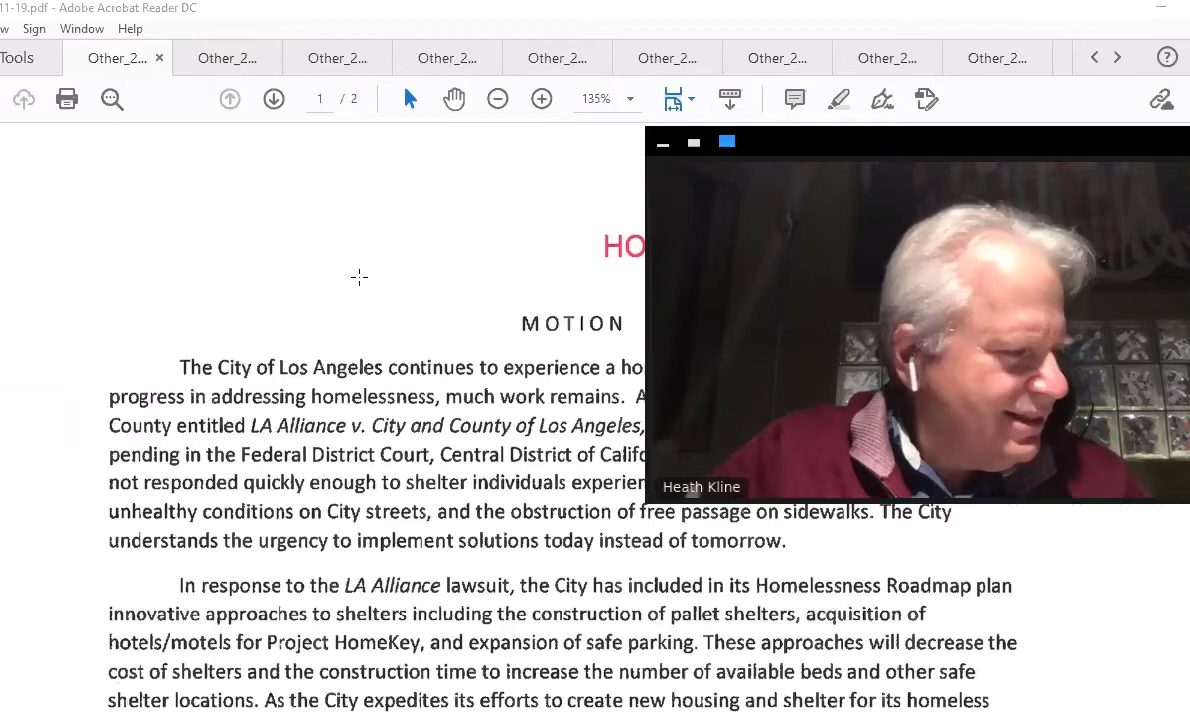 11-19.pdf - Adobe Acrobat Reader DC
w Sign Window Help
Tools Other_2... × Other_2... Other_2... Other_2... Other_2... Other_2... Other_2... Other_2... Other_2... ?
1 / 2 135%
HO
MOTION
The City of Los Angeles continues to experience a ho
progress in addressing homelessness, much work remains. A
County entitled LA Alliance v. City and County of Los Angeles,
pending in the Federal District Court, Central District of Califo
not responded quickly enough to shelter individuals experien
Heath Kline
unhealthy conditions on City streets, and the obstruction of free passage on sidewalks. The City
understands the urgency to implement solutions today instead of tomorrow.
In response to the LA Alliance lawsuit, the City has included in its Homelessness Roadmap plan
innovative approaches to shelters including the construction of pallet shelters, acquisition of
hotels/motels for Project HomeKey, and expansion of safe parking. These approaches will decrease the
cost of shelters and the construction time to increase the number of available beds and other safe
shelter locations. As the City expedites its efforts to create new housing and shelter for its homeless